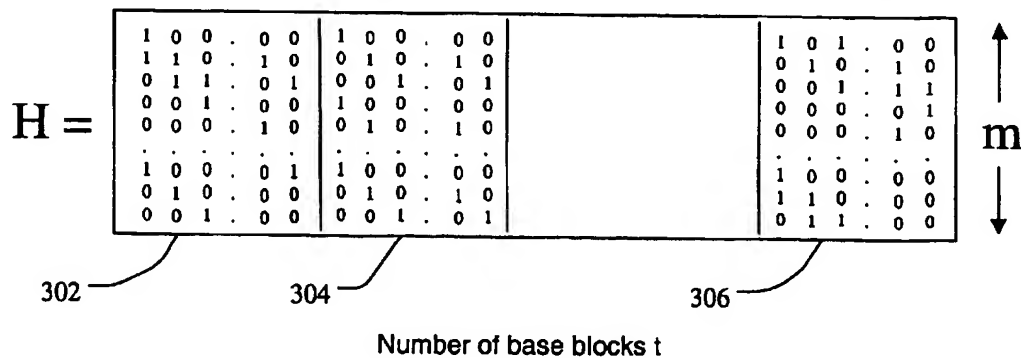 1 0 0 . 0 0 1 0 0 . 0 0 1 0 1 . 0 0
1 1 0 . 1 0 0 1 0 . 1 0 0 1 0 . 1 0
0 1 1 . 0 1 0 0 1 . 0 1 0 0 1 . 1 1
0 0 1 . 0 0 1 0 0 . 0 0 0 0 0 . 0 1
0 0 0 . 1 0 0 1 0 . 1 0 0 0 0 . 1 0
. . . . . . . . . . . . . . . . . .
1 0 0 . 0 1 1 0 0 . 0 0 1 0 0 . 0 0
0 1 0 . 0 0 0 1 0 . 1 0 1 1 0 . 0 0
0 0 1 . 0 0 0 0 1 . 0 1 0 1 1 . 0 0
H =
m
302 304 306
Number of base blocks t